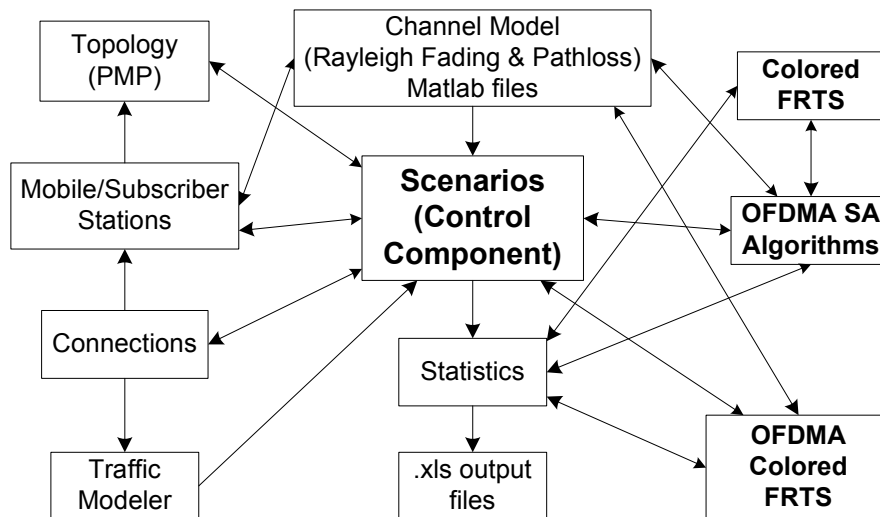 Topology
(PMP)
Channel Model
(Rayleigh Fading & Pathloss)
Matlab files
Colored
FRTS
Mobile/Subscriber
Stations
Scenarios
(Control
Component)
OFDMA SA
Algorithms
Connections
Statistics
Traffic
Modeler
.xls output
files
OFDMA
Colored
FRTS